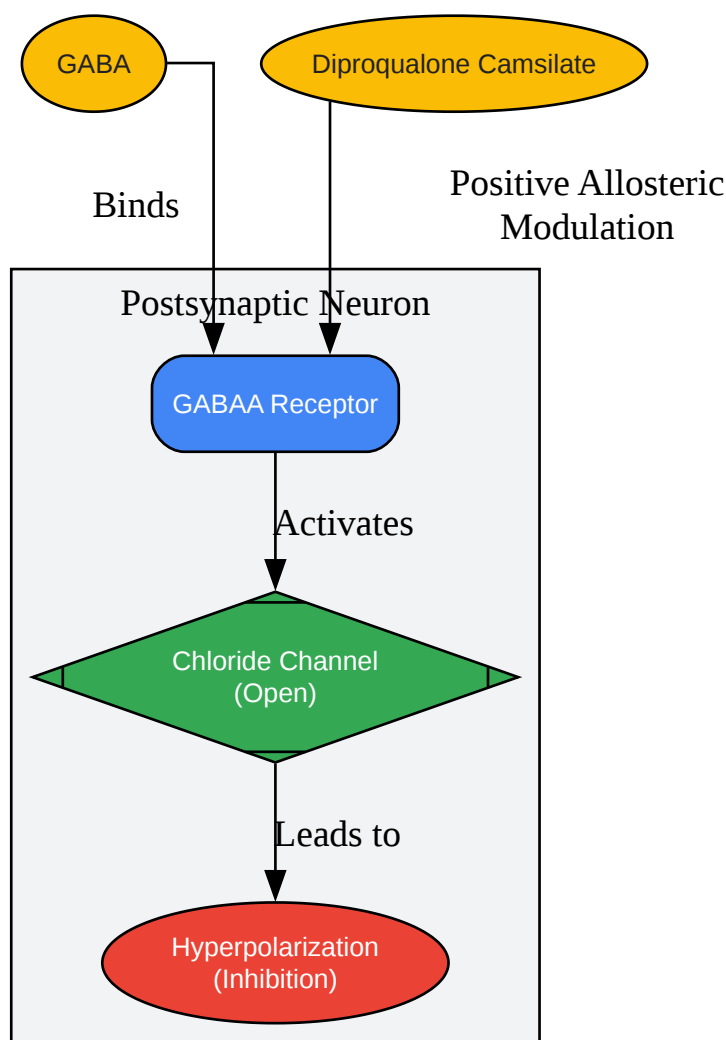 GABA
Diproqualone Camsilate
Binds
Positive Allosteric
Modulation
Postsynaptic Neuron
GABAA Receptor
Activates
Chloride Channel
(Open)
Leads to
Hyperpolarization
(Inhibition)